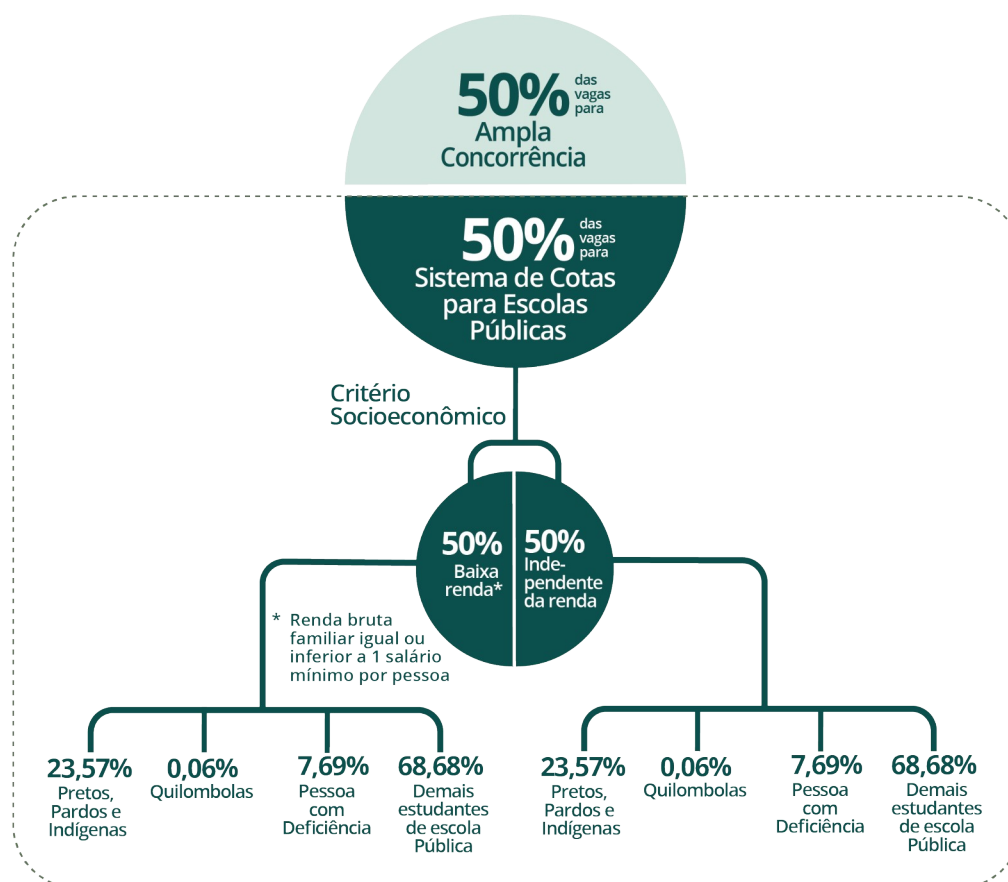 50% das
vagas
para
Ampla
Concorrência
50% das
vagas
para
Sistema de Cotas
para Escolas
Públicas
Critério
Socioeconômico
50%
Baixa
renda*
50%
Inde-
pendente
da renda
* Renda bruta
familiar igual ou
inferior a 1 salário
mínimo por pessoa
23,57%
Pretos,
Pardos e
Indígenas
0,06%
Quilombolas
7,69%
Pessoa
com
Deficiência
68,68%
Demais
estudantes
de escola
Pública
23,57%
Pretos,
Pardos e
Indígenas
0,06%
Quilombolas
7,69%
Pessoa
com
Deficiência
68,68%
Demais
estudantes
de escola
Pública